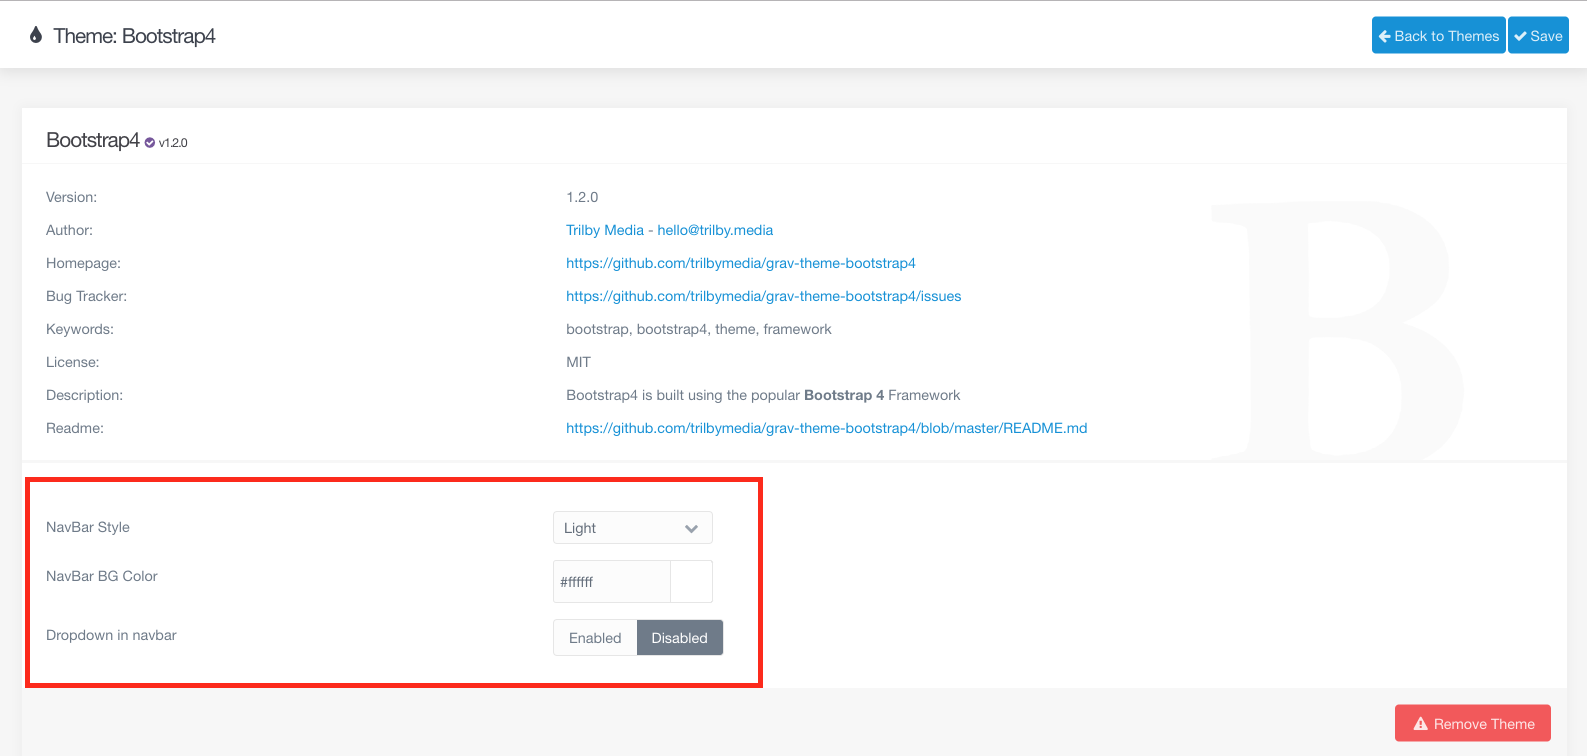 Theme: Bootstrap4
Back to Themes
Save
Bootstrap4 v1.2.0
Version: 1.2.0
Author: Trilby Media - hello@trilby.media
Homepage: https://github.com/trilbymedia/grav-theme-bootstrap4
Bug Tracker: https://github.com/trilbymedia/grav-theme-bootstrap4/issues
Keywords: bootstrap, bootstrap4, theme, framework
License: MIT
Description: Bootstrap4 is built using the popular Bootstrap 4 Framework
Readme: https://github.com/trilbymedia/grav-theme-bootstrap4/blob/master/README.md
B
NavBar Style Light
NavBar BG Color #ffffff
Dropdown in navbar Enabled Disabled
Remove Theme